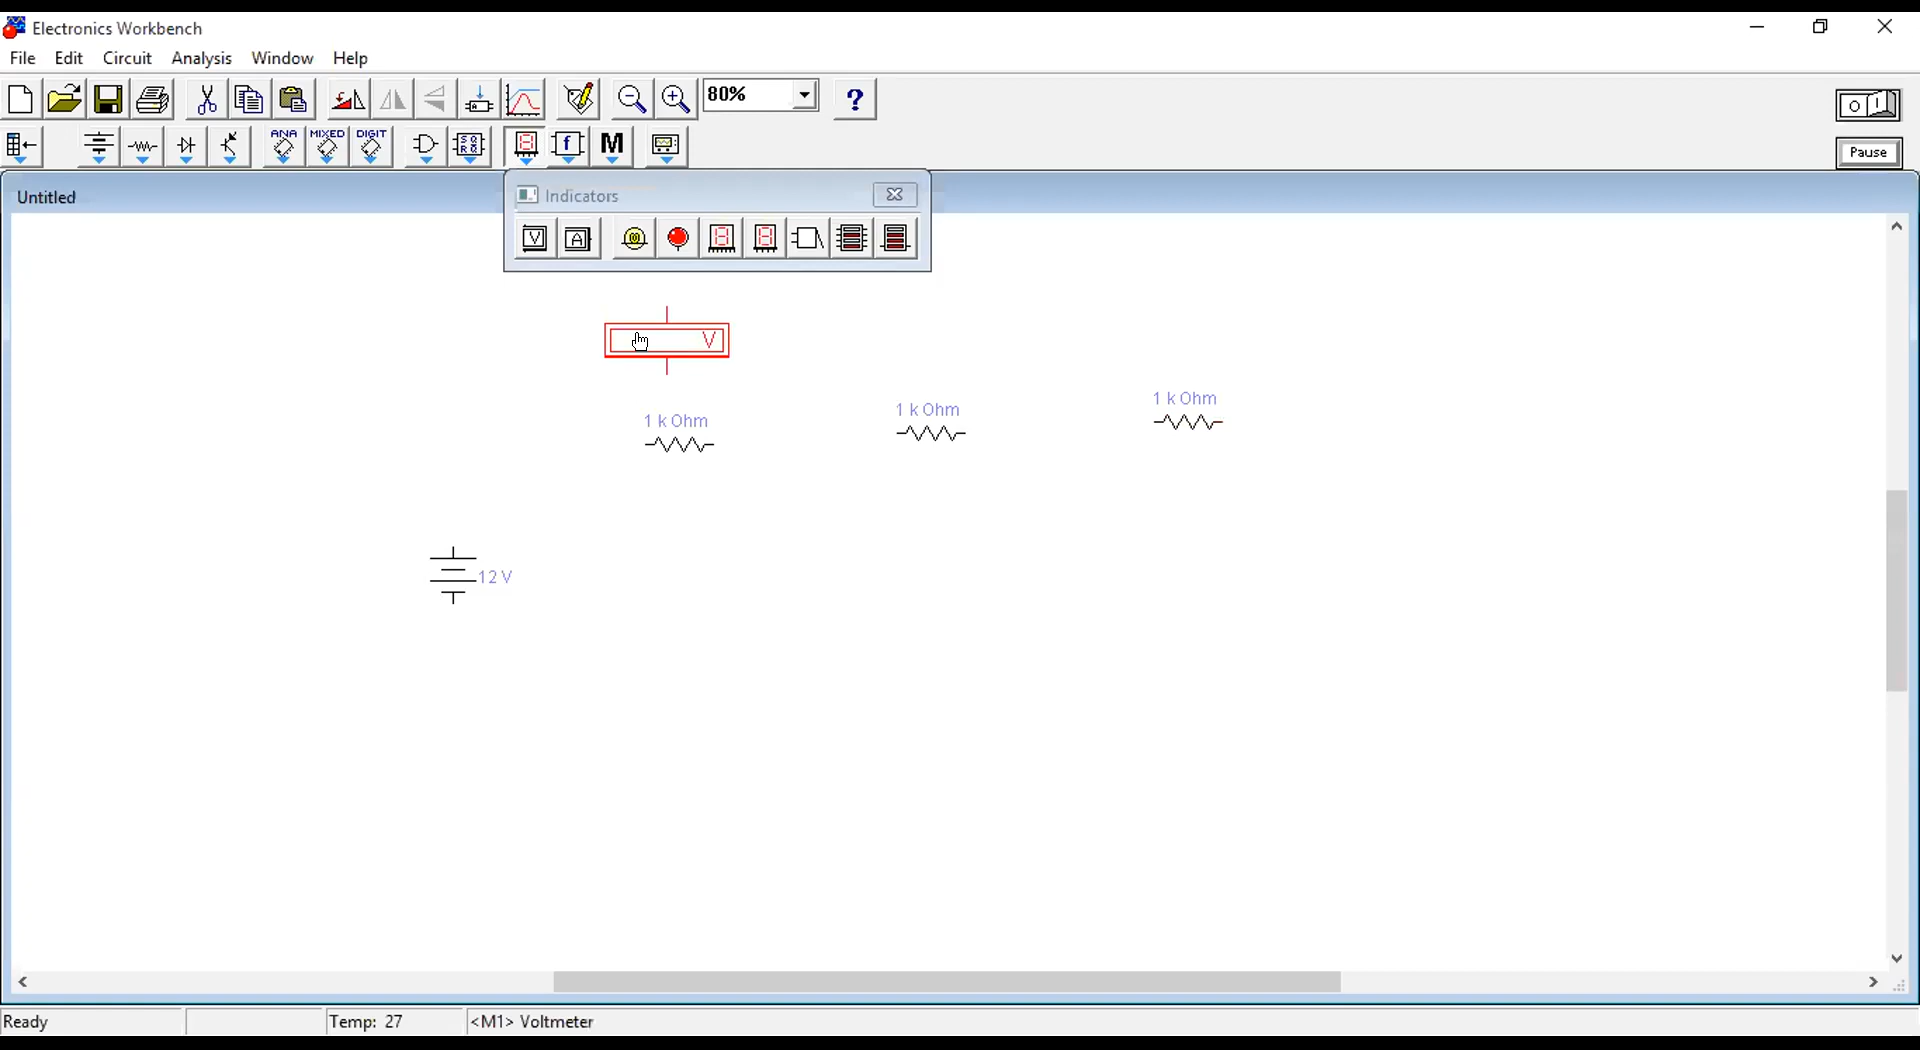 Electronics Workbench
File Edit Circuit Analysis Window Help
80% ?
ANA MIXED DIGIT f M Pause
Untitled
Indicators
V A
V
1 k Ohm 1 k Ohm 1 k Ohm
12 V
Ready Temp: 27 <M1> Voltmeter